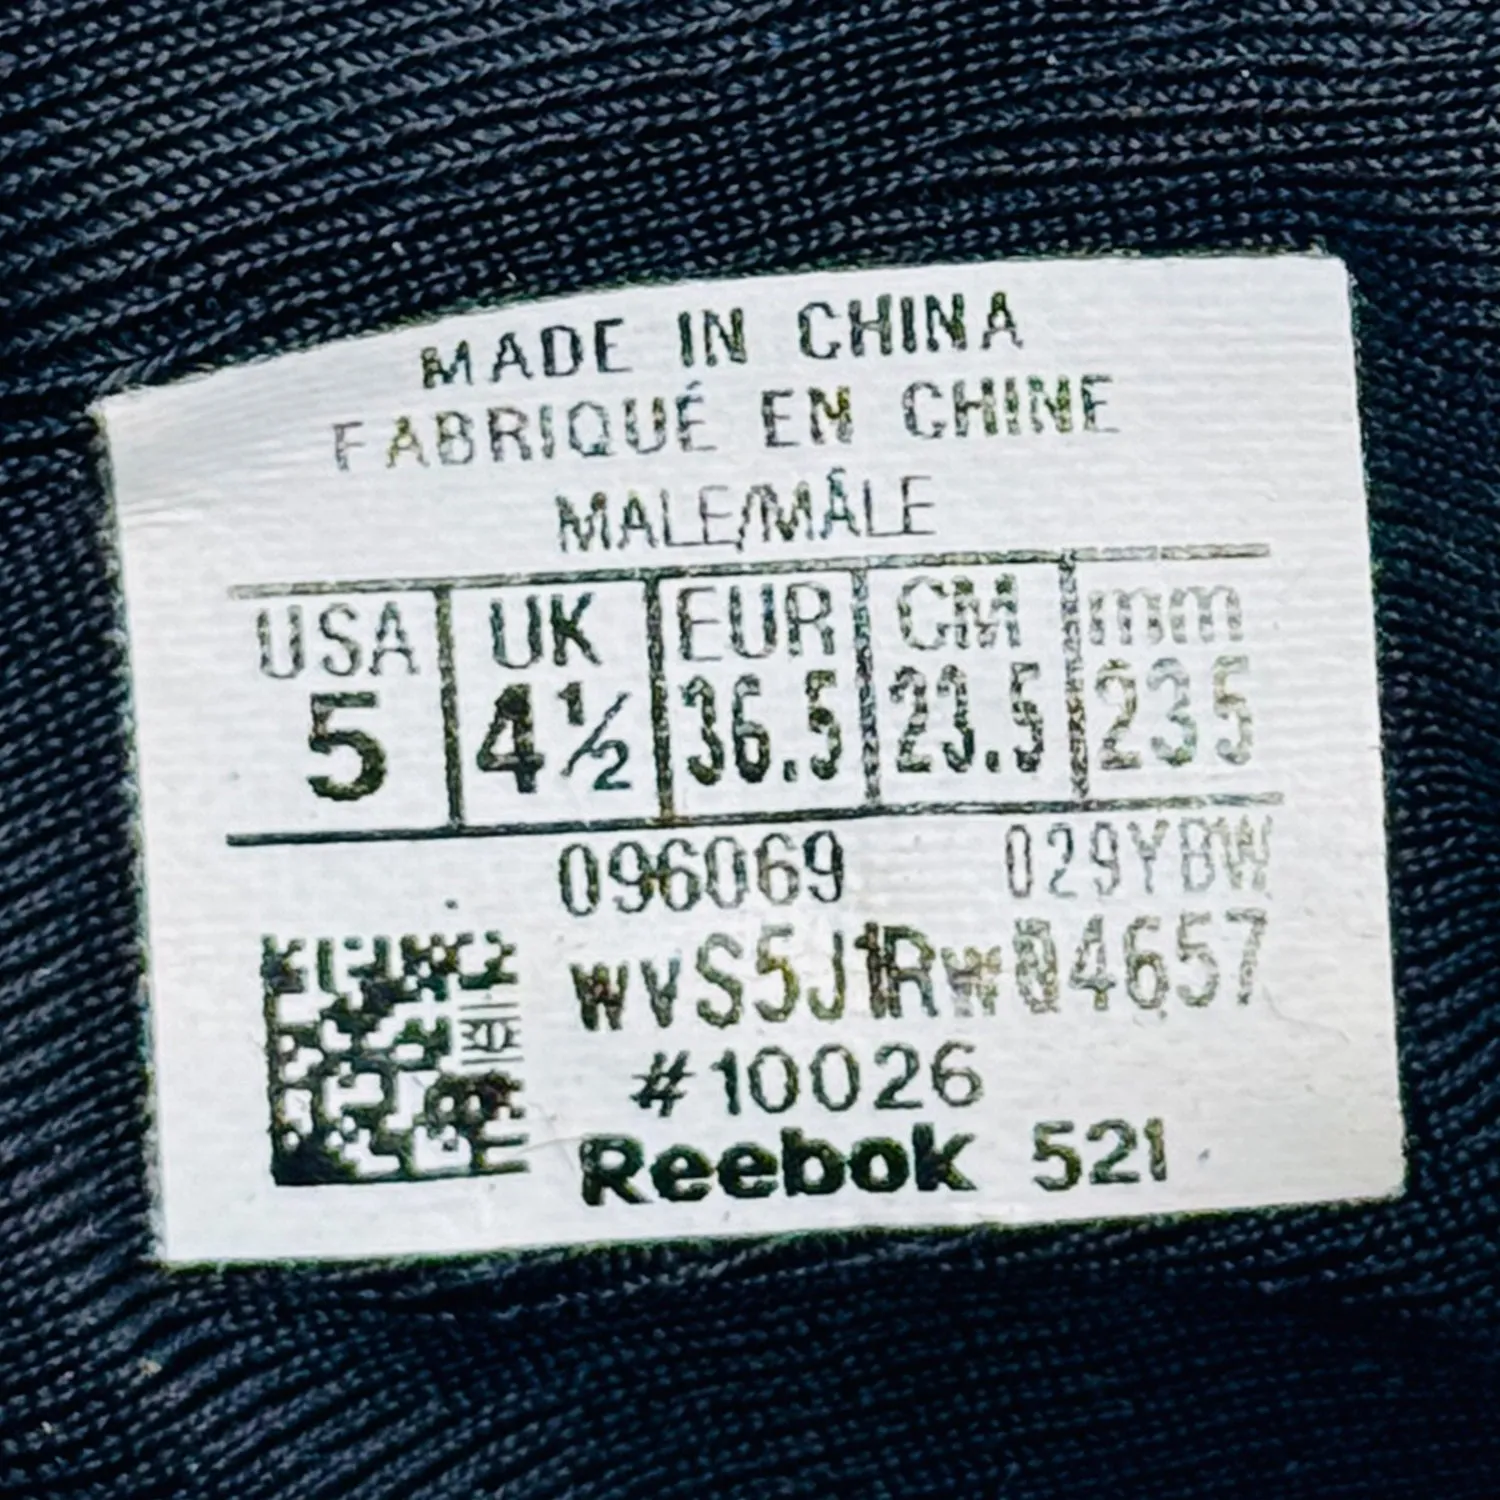 MADE IN CHINA
FABRIQUÉ EN CHINE
MALE/MÂLE
USA UK EUR CM mm
5 4½ 36.5 23.5 235
096069 029YBW
#10026
Reebok 521